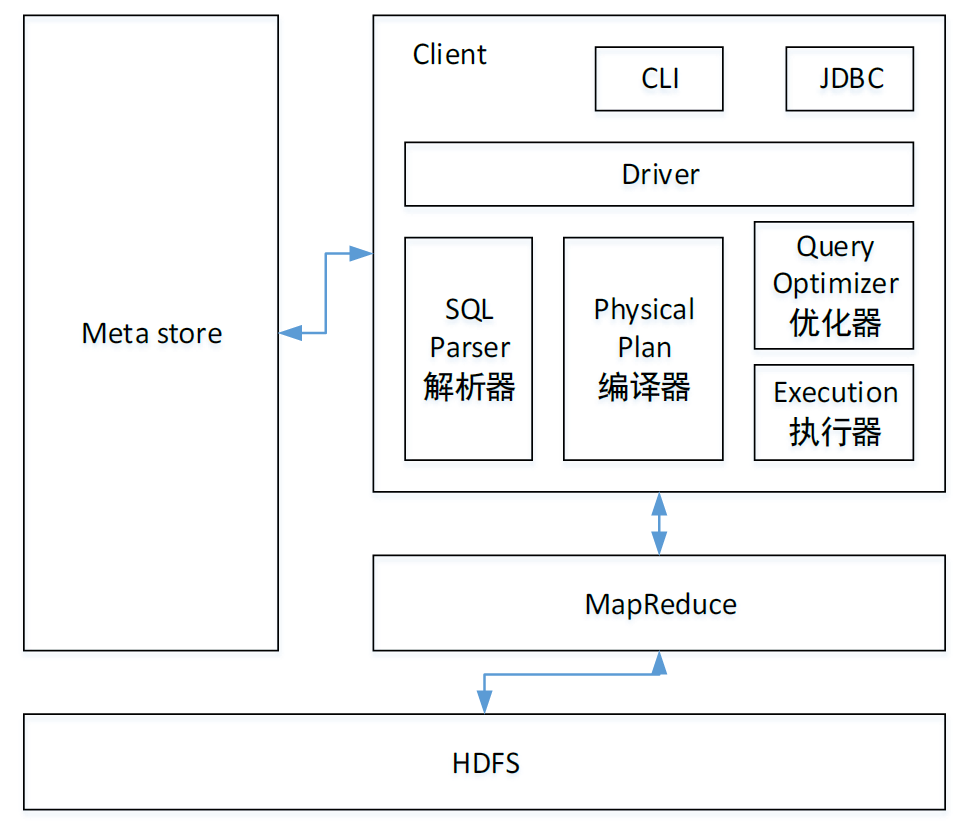 Client
CLI
JDBC
Driver
Meta store
SQL
Parser
解析器
Physical
Plan
编译器
Query
Optimizer
优化器
Execution
执行器
MapReduce
HDFS